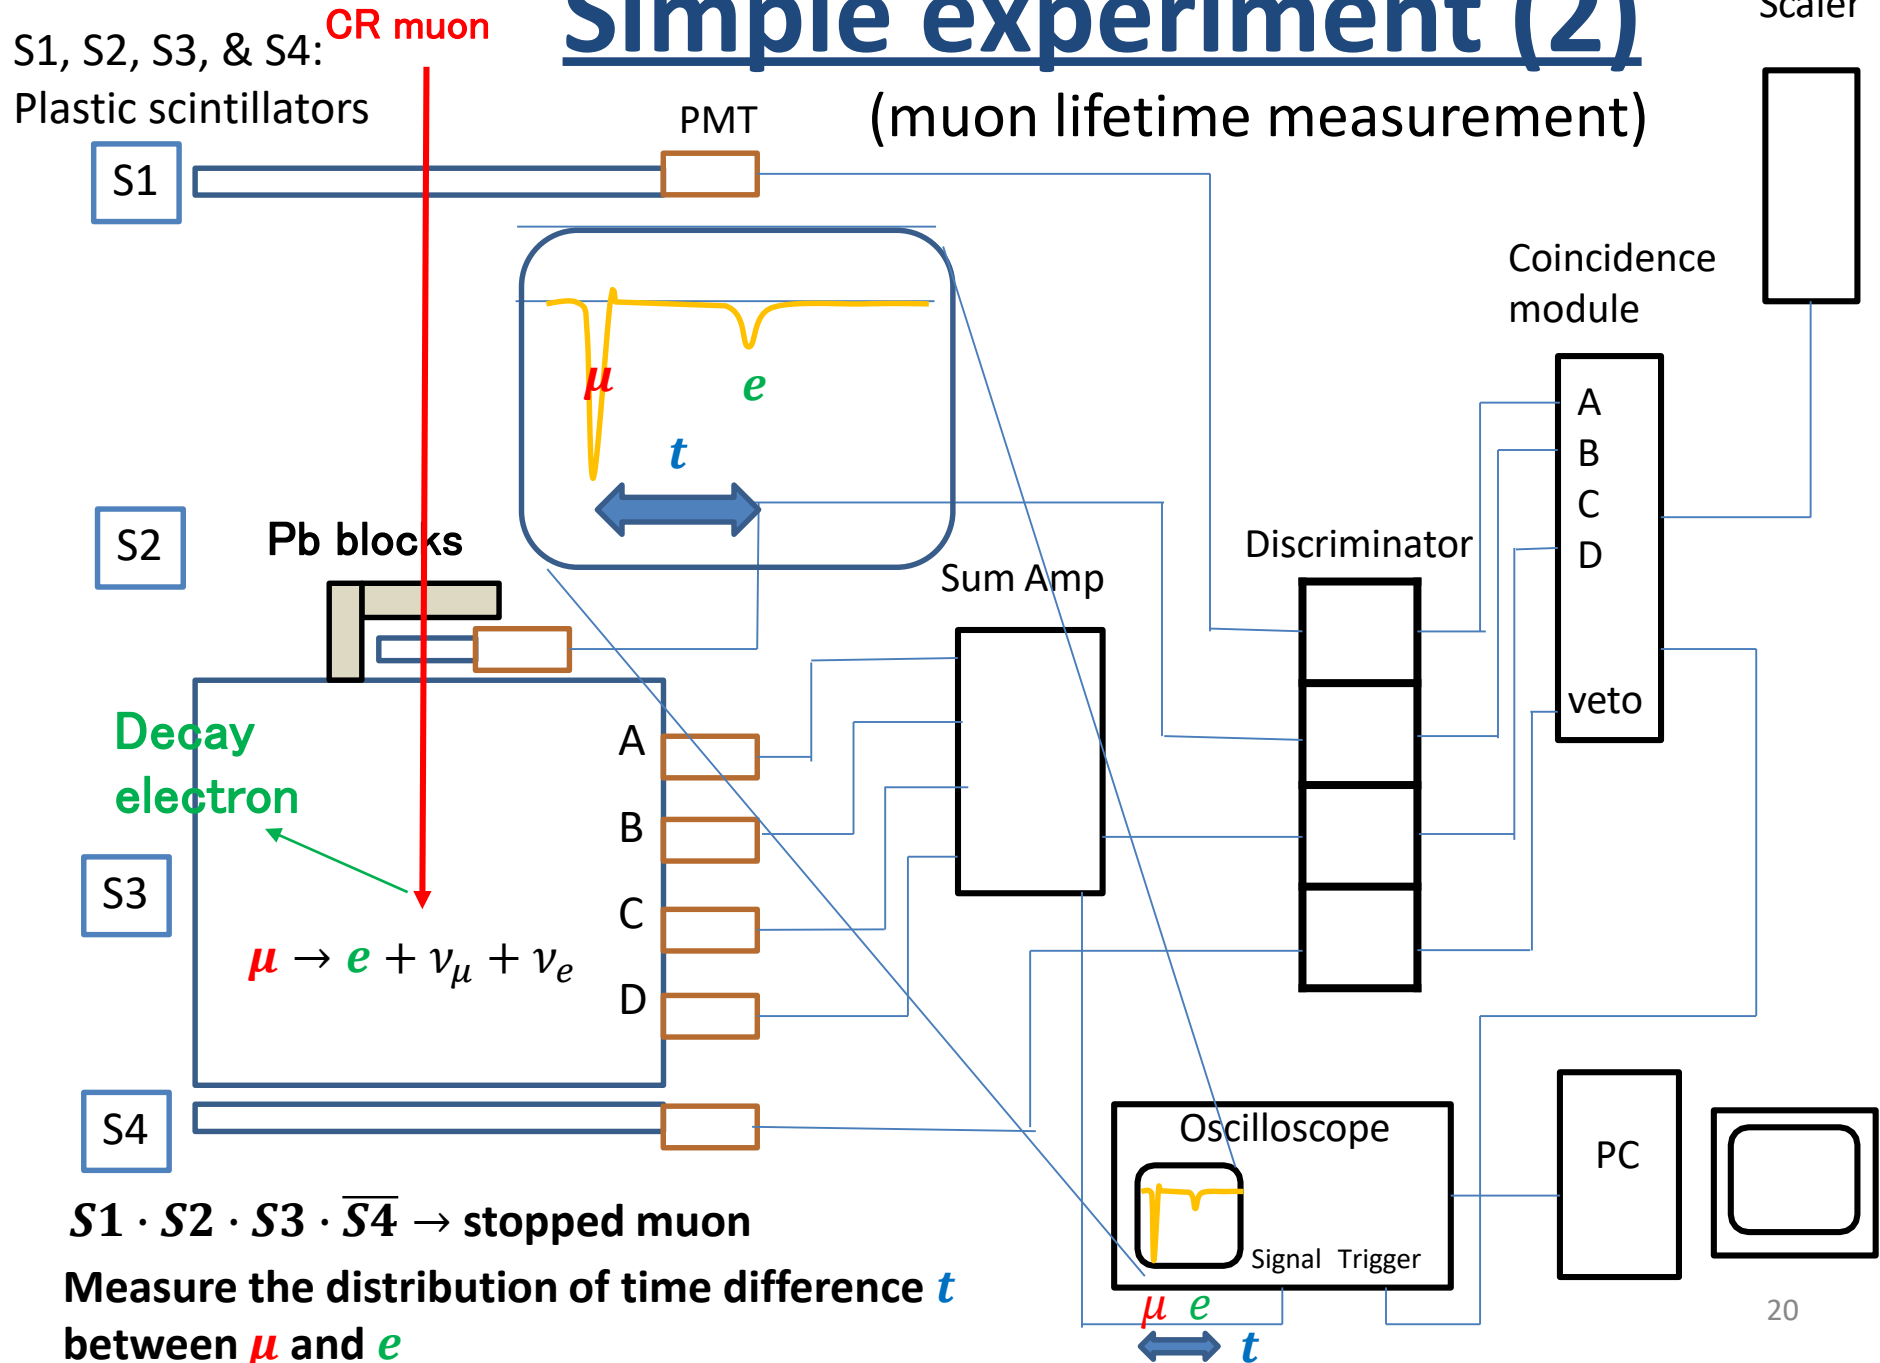 Simple experiment (2)
(muon lifetime measurement)
S1, S2, S3, & S4:
Plastic scintillators
CR muon
PMT
Scaler
S1
Coincidence
module
μ
e
t
A
B
C
D
veto
S2
Pb blocks
Discriminator
Sum Amp
Decay
electron
A
B
C
D
S3
μ → e + ν_μ + ν_e
S4
Oscilloscope
Signal Trigger
PC
S1 · S2 · S3 · S̅4̅ → stopped muon
Measure the distribution of time difference t
between μ and e
μ e
t
20